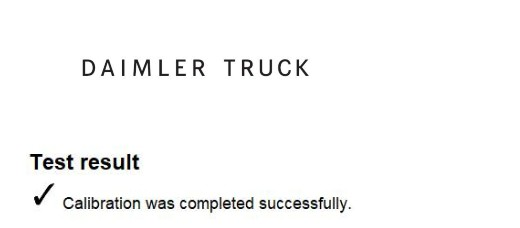 DAIMLER TRUCK
Test result
✓ Calibration was completed successfully.